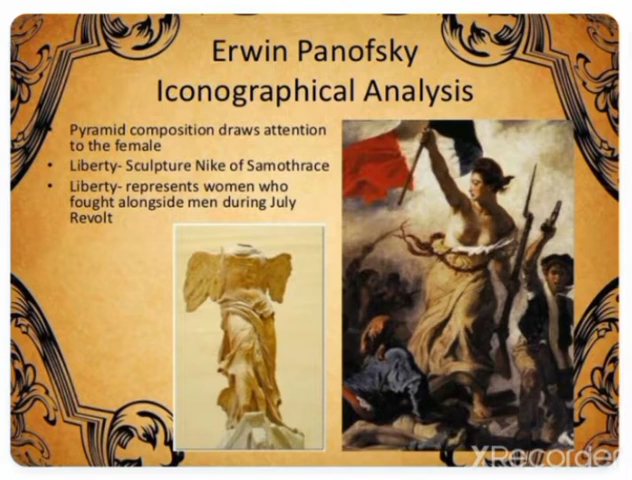 Erwin Panofsky
Iconographical Analysis
Pyramid composition draws attention
to the female
• Liberty- Sculpture Nike of Samothrace
• Liberty- represents women who
fought alongside men during July
Revolt
XRecorder